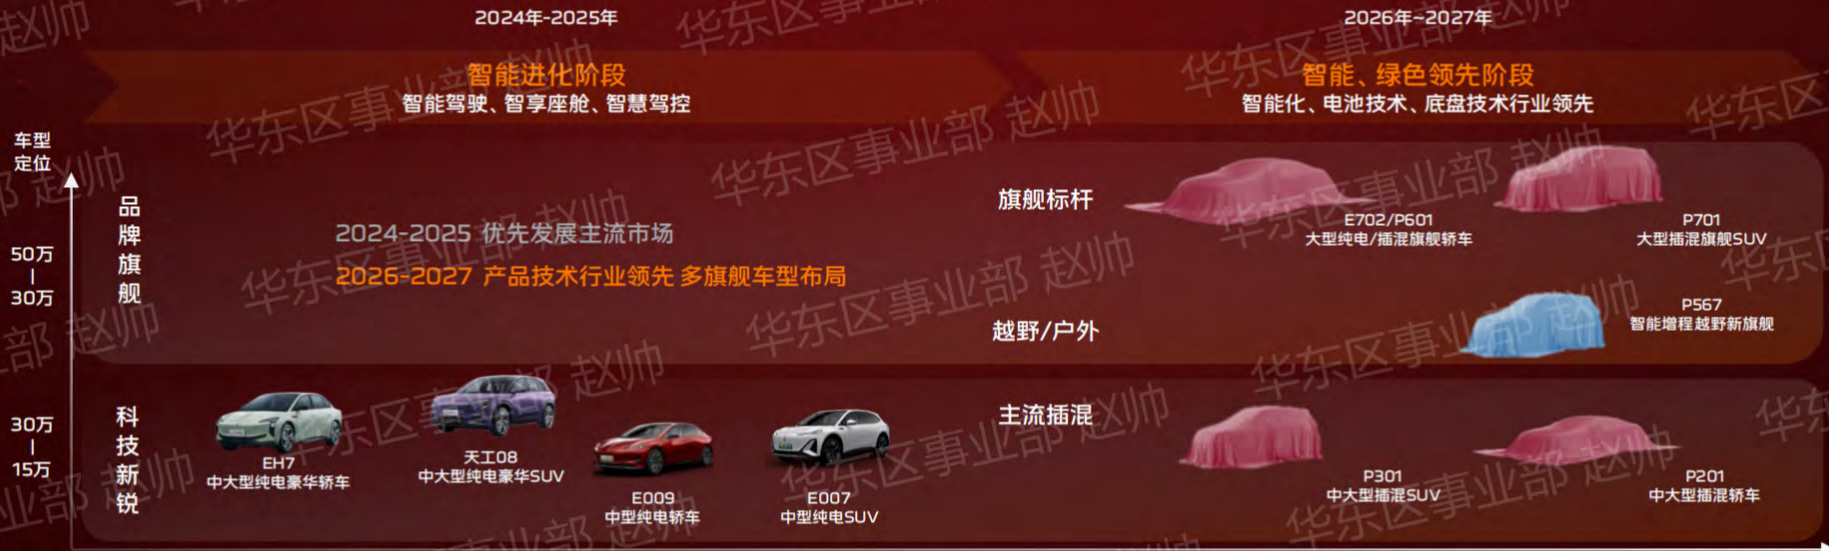 2024年-2025年
2026年~2027年
智能进化阶段
智能驾驶、智享座舱、智慧驾控
智能、绿色领先阶段
智能化、电池技术、底盘技术行业领先
车型
定位
品牌旗舰
50万
30万
2024-2025 优先发展主流市场
2026-2027 产品技术行业领先 多旗舰车型布局
旗舰标杆
E702/P601
大型纯电/插混旗舰轿车
P701
大型插混旗舰SUV
越野/户外
P567
智能增程越野新旗舰
科技新锐
30万
15万
EH7
中大型纯电豪华轿车
天工08
中大型纯电豪华SUV
E009
中型纯电轿车
E007
中型纯电SUV
主流插混
P301
中大型插混SUV
P201
中大型插混轿车
华东区事业部 赵帅